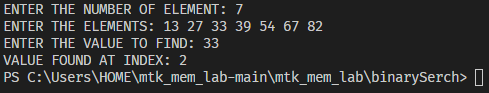 ENTER THE NUMBER OF ELEMENT: 7
ENTER THE ELEMENTS: 13 27 33 39 54 67 82
ENTER THE VALUE TO FIND: 33
VALUE FOUND AT INDEX: 2
PS C:\Users\HOME\mtk_mem_lab-main\mtk_mem_lab\binarySerch>